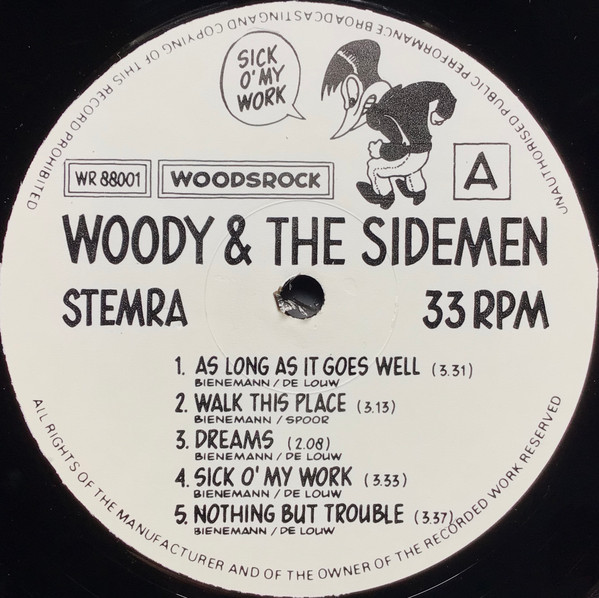 UNAUTHORISED PUBLIC PERFORMANCE BROADCASTING AND COPYING OF THIS RECORD PROHIBITED
SICK
O' MY
WORK
WR 88001
WOODSROCK
A
WOODY & THE SIDEMEN
STEMRA
33 RPM
1. AS LONG AS IT GOES WELL (3.31)
BIENEMANN / DE LOUW
2. WALK THIS PLACE (3.13)
BIENEMANN / SPOOR
3. DREAMS (2.08)
BIENEMANN / DE LOUW
4. SICK O' MY WORK (3.33)
BIENEMANN / DE LOUW
5. NOTHING BUT TROUBLE (3.37)
BIENEMANN / DE LOUW
ALL RIGHTS OF THE MANUFACTURER AND OF THE OWNER OF THE RECORDED WORK RESERVED